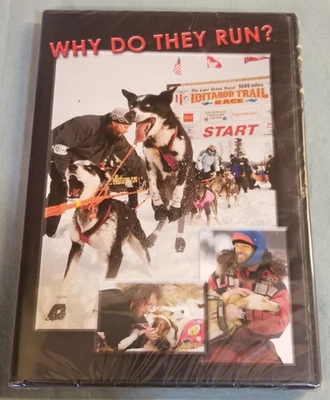 WHY DO THEY RUN?
"The Last Great Race" 1049 miles
IDITAROD TRAIL
RACE
START